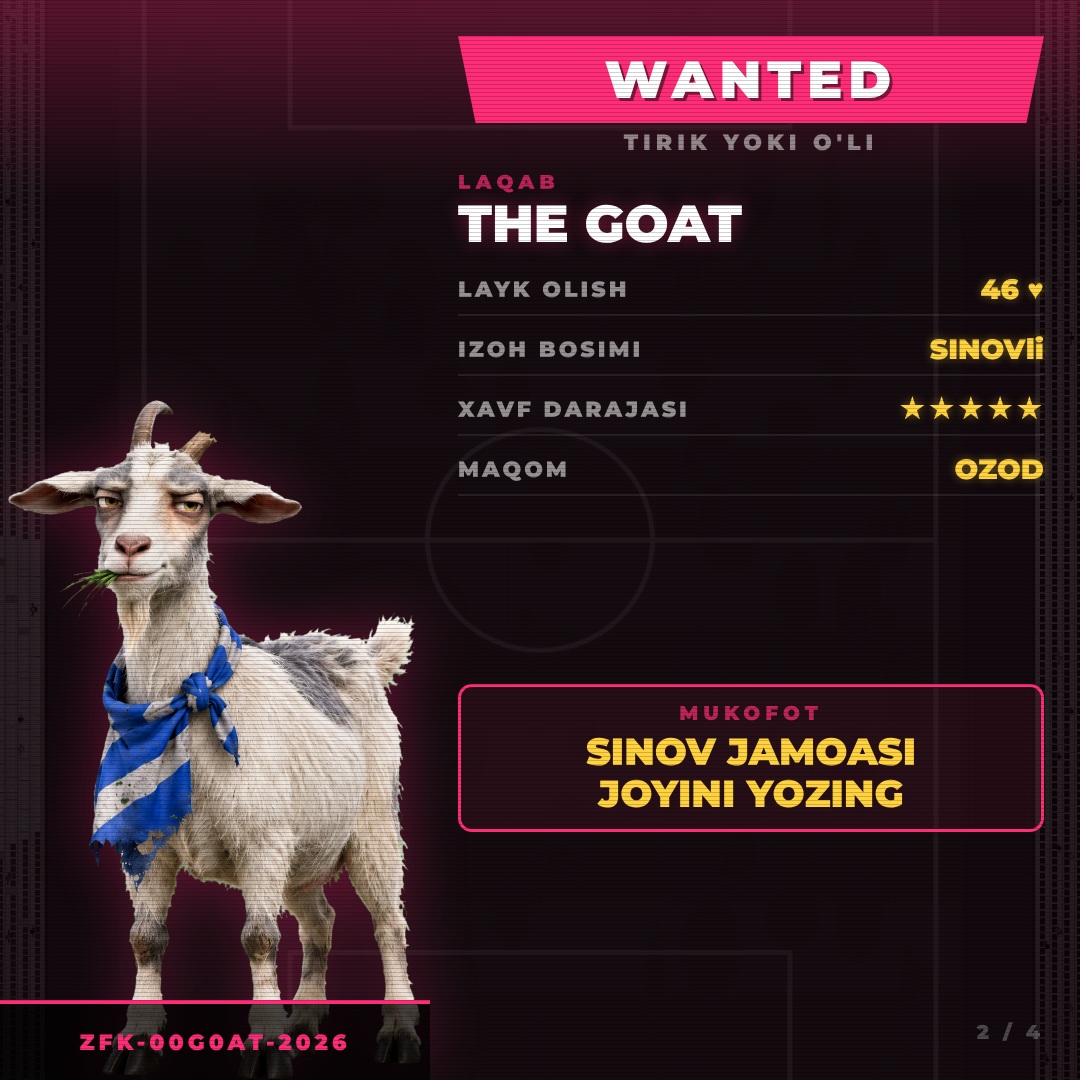 WANTED
TIRIK YOKI O'LI
LAQAB
THE GOAT
LAYK OLISH 46 ♥
IZOH BOSIMI SINOVli
XAVF DARAJASI ★★★★★
MAQOM OZOD
MUKOFOT
SINOV JAMOASI
JOYINI YOZING
ZFK-00G0AT-2026
2 / 4